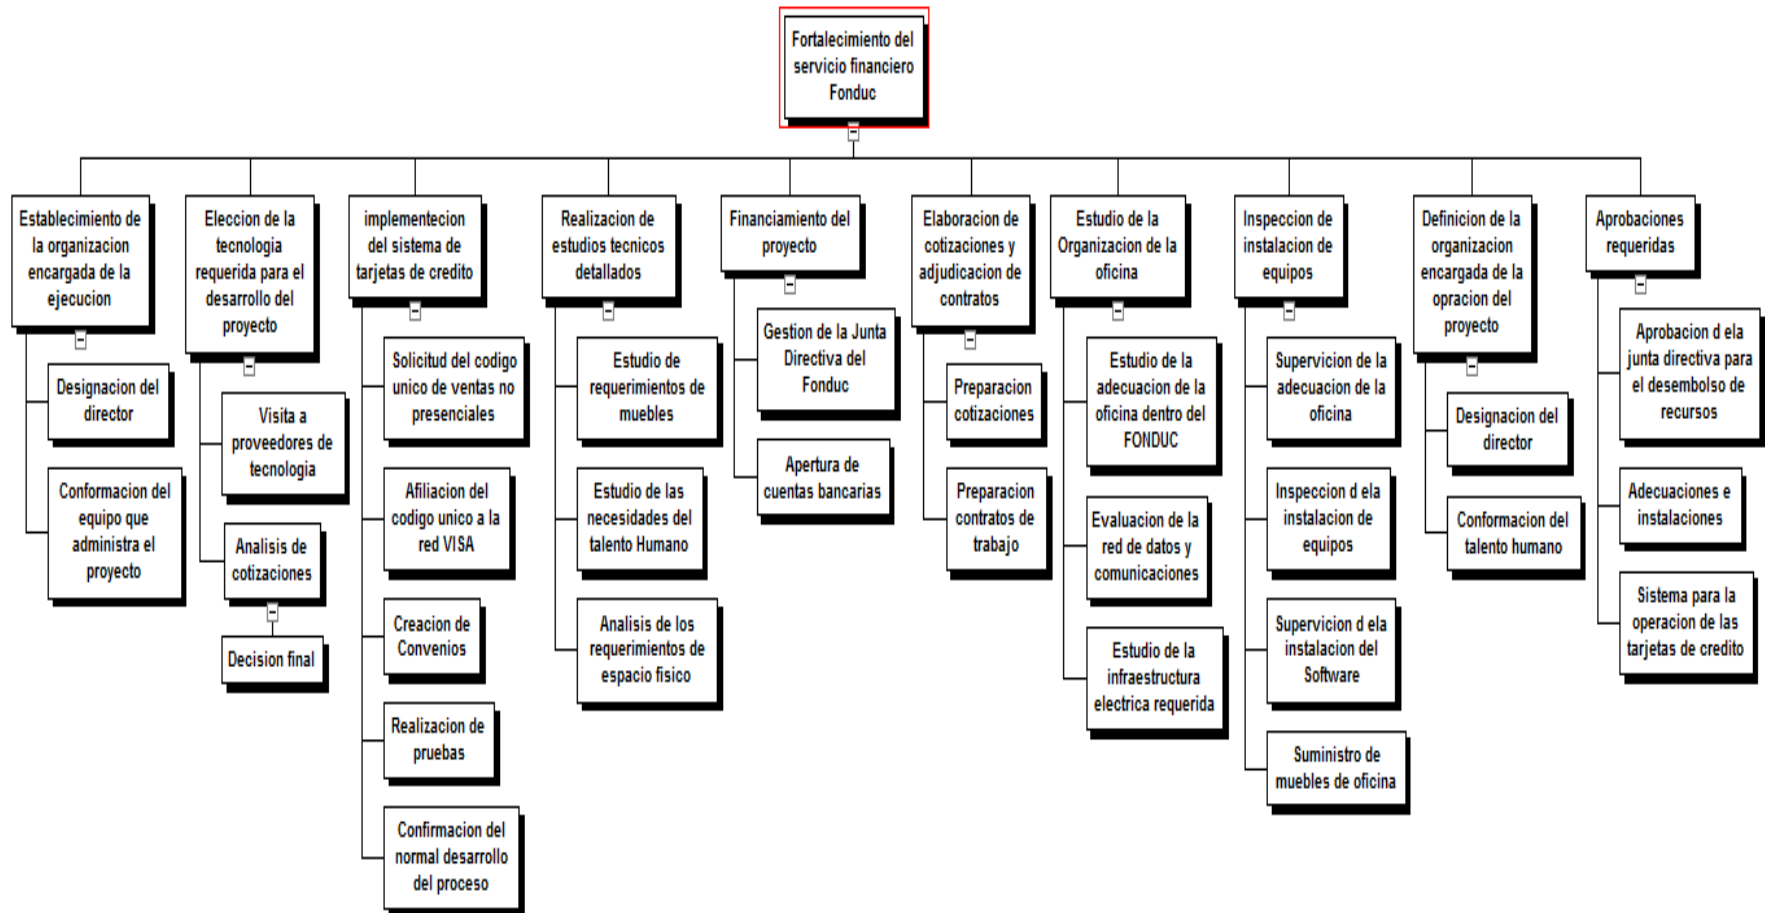 Fortalecimiento del
servicio financiero
Fonduc
Establecimiento de
la organizacion
encargada de la
ejecucion
Designacion del
director
Conformacion del
equipo que
administra el
proyecto
Eleccion de la
tecnologia
requerida para el
desarrollo del
proyecto
Visita a
proveedores de
tecnologia
Analisis de
cotizaciones
Decision final
implementecion
del sistema de
tarjetas de credito
Solicitud del codigo
unico de ventas no
presenciales
Afiliacion del
codigo unico a la
red VISA
Creacion de
Convenios
Realizacion de
pruebas
Confirmacion del
normal desarrollo
del proceso
Realizacion de
estudios tecnicos
detallados
Estudio de
requerimientos de
muebles
Estudio de las
necesidades del
talento Humano
Analisis de los
requerimientos de
espacio fisico
Financiamiento del
proyecto
Gestion de la Junta
Directiva del
Fonduc
Apertura de
cuentas bancarias
Elaboracion de
cotizaciones y
adjudicacion de
contratos
Preparacion
cotizaciones
Preparacion
contratos de
trabajo
Estudio de la
Organizacion de la
oficina
Estudio de la
adecuacion de la
oficina dentro del
FONDUC
Evaluacion de la
red de datos y
comunicaciones
Estudio de la
infraestructura
electrica requerida
Inspeccion de
instalacion de
equipos
Supervicion de la
adecuacion de la
oficina
Inspeccion d ela
instalacion de
equipos
Supervicion d ela
instalacion del
Software
Suministro de
muebles de oficina
Definicion de la
organizacion
encargada de la
opracion del
proyecto
Designacion del
director
Conformacion del
talento humano
Aprobaciones
requeridas
Aprobacion d ela
junta directiva para
el desembolso de
recursos
Adecuaciones e
instalaciones
Sistema para la
operacion de las
tarjetas de credito